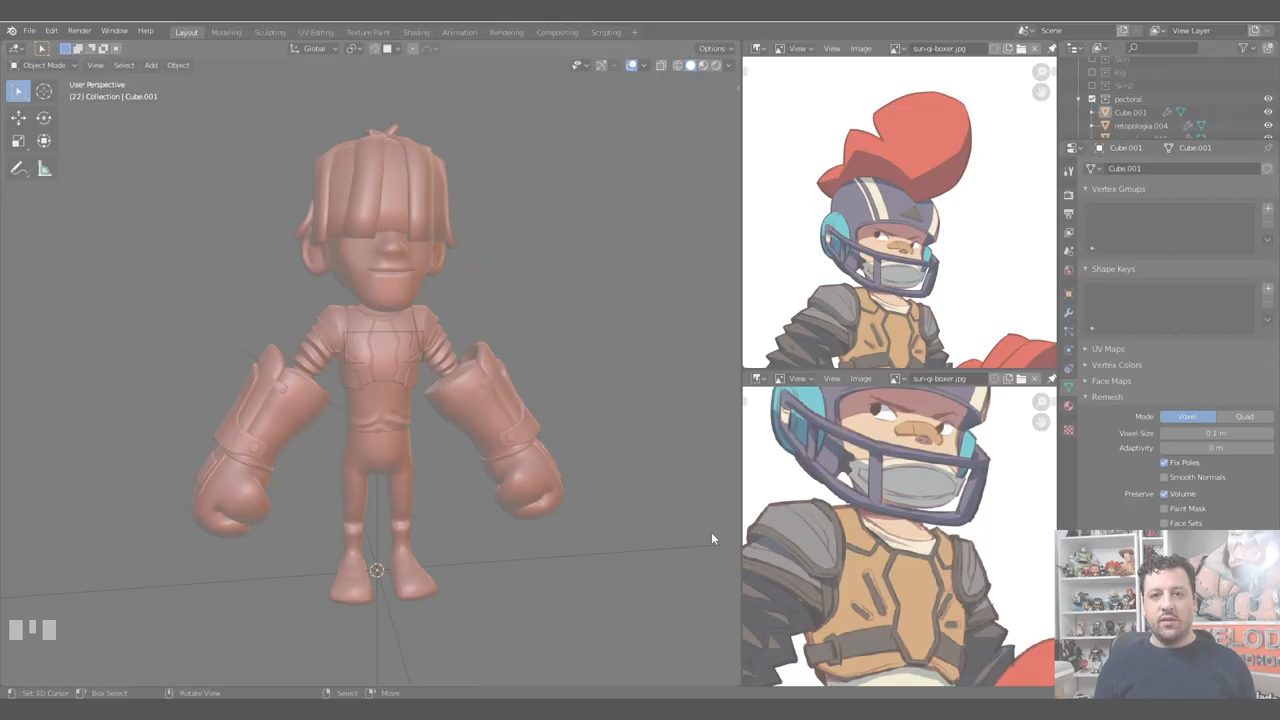 File Edit Render Window Help Layout Modeling Sculpting UV Editing Texture Paint Shading Animation Rendering Compositing Scripting + Scene View Layer
Global Options View Image sun-qi-boxer.jpg
Object Mode View Select Add Object
Skin
Rig
Skin2
User Perspective
(22) Collection | Cube.001
pectoral
Cube.001
retopologia.004
Cube.001 Cube.001
Cube.001
Vertex Groups
Shape Keys
UV Maps
Vertex Colors
View View Image sun-qi-boxer.jpg
Face Maps
Remesh
Mode Voxel Quad
Voxel Size 0.1 m
Adaptivity 0 m
Fix Poles
Smooth Normals
Preserve Volume
Paint Mask
Face Sets
Set 3D Cursor Box Select Rotate View Select Move